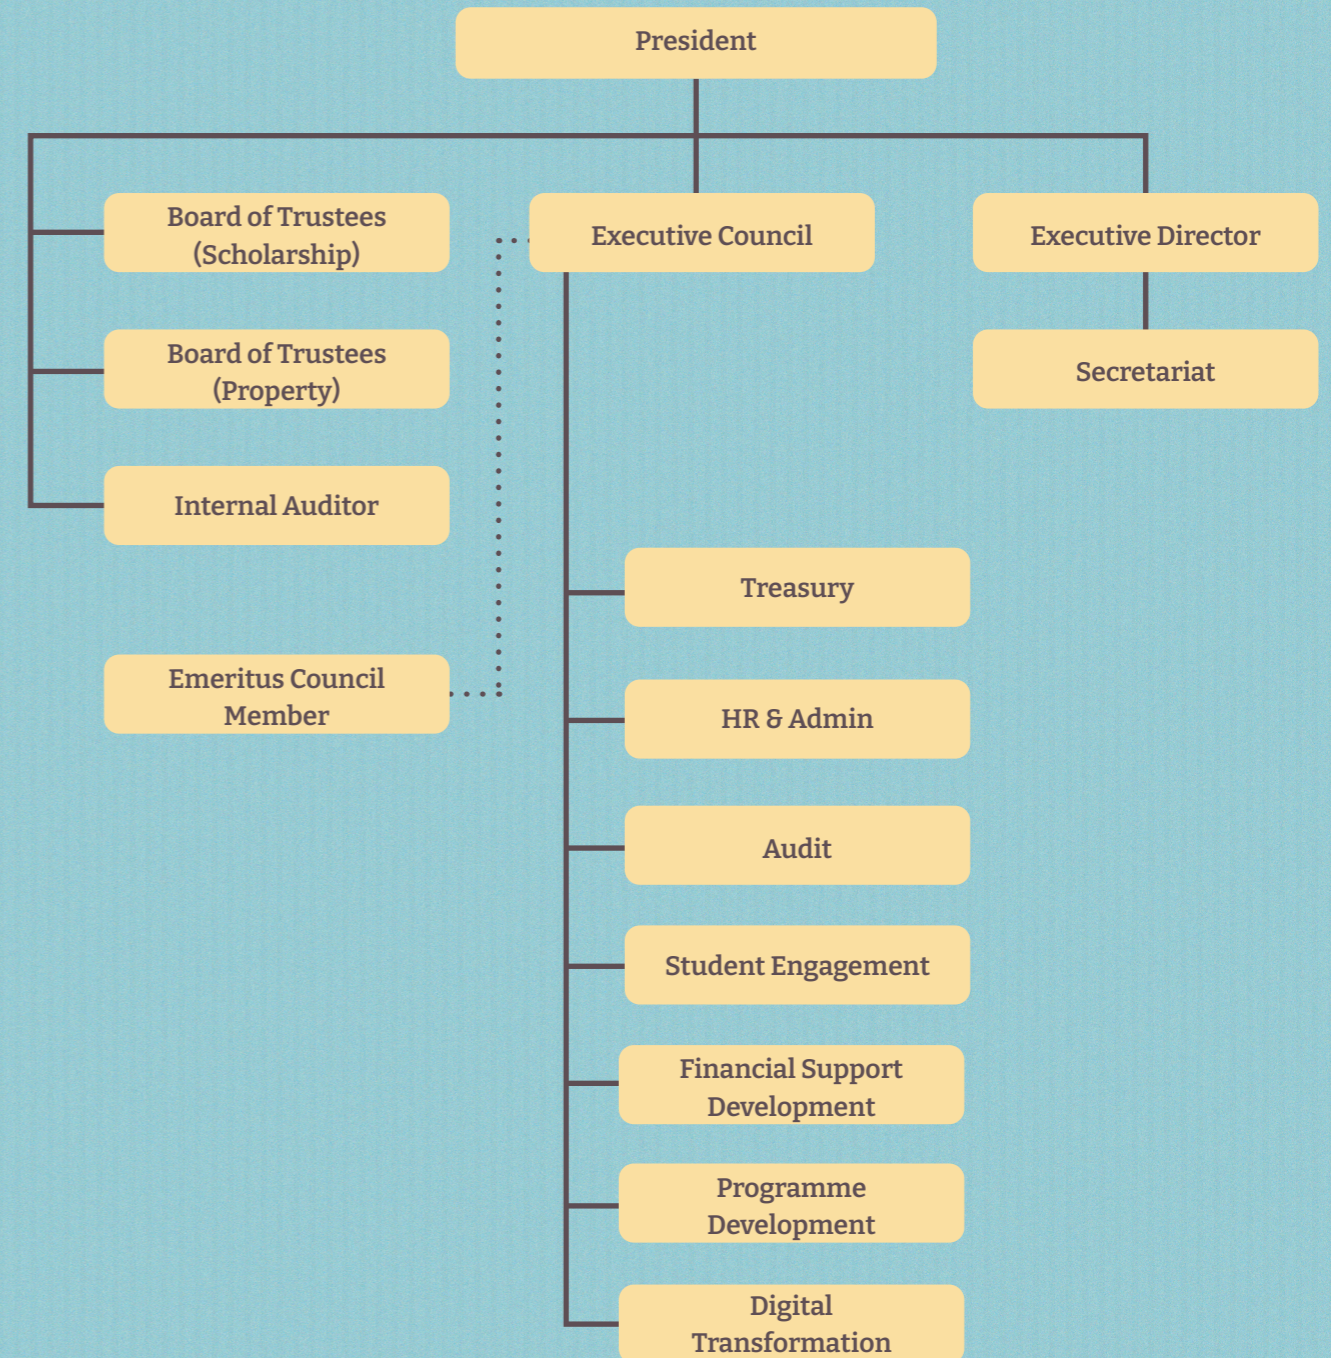 President
Board of Trustees
(Scholarship)
Executive Council
Executive Director
Board of Trustees
(Property)
Secretariat
Internal Auditor
Treasury
Emeritus Council
Member
HR & Admin
Audit
Student Engagement
Financial Support
Development
Programme
Development
Digital
Transformation